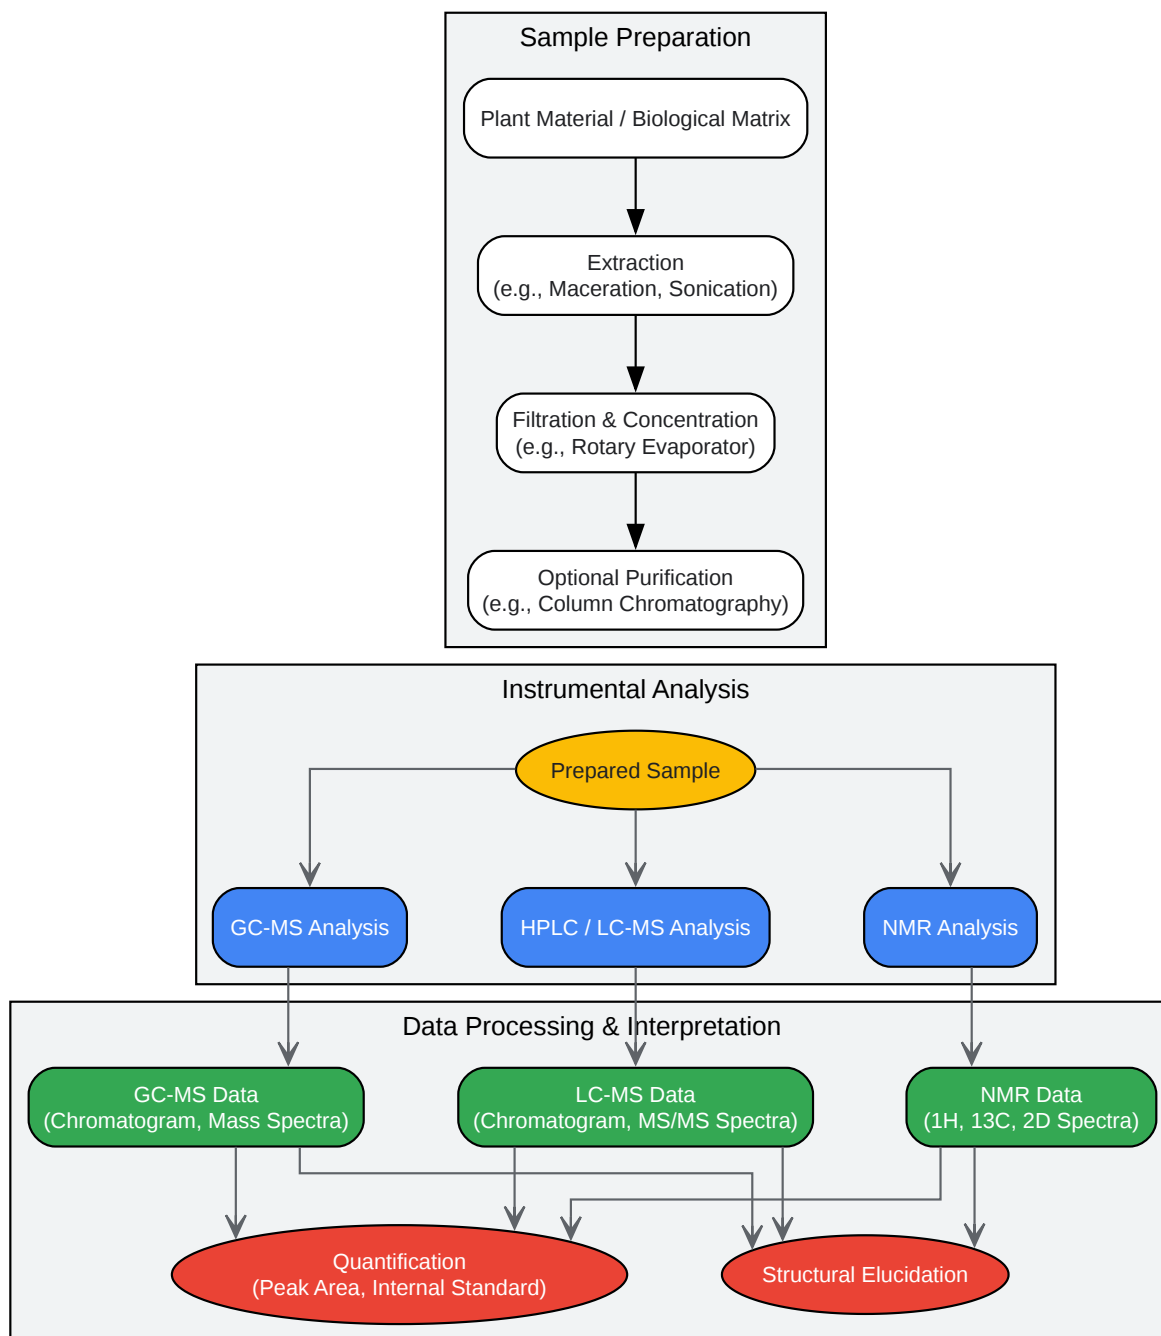 Sample Preparation
Plant Material / Biological Matrix
Extraction
(e.g., Maceration, Sonication)
Filtration & Concentration
(e.g., Rotary Evaporator)
Optional Purification
(e.g., Column Chromatography)
Instrumental Analysis
Prepared Sample
GC-MS Analysis
HPLC / LC-MS Analysis
NMR Analysis
Data Processing & Interpretation
GC-MS Data
(Chromatogram, Mass Spectra)
LC-MS Data
(Chromatogram, MS/MS Spectra)
NMR Data
(1H, 13C, 2D Spectra)
Quantification
(Peak Area, Internal Standard)
Structural Elucidation